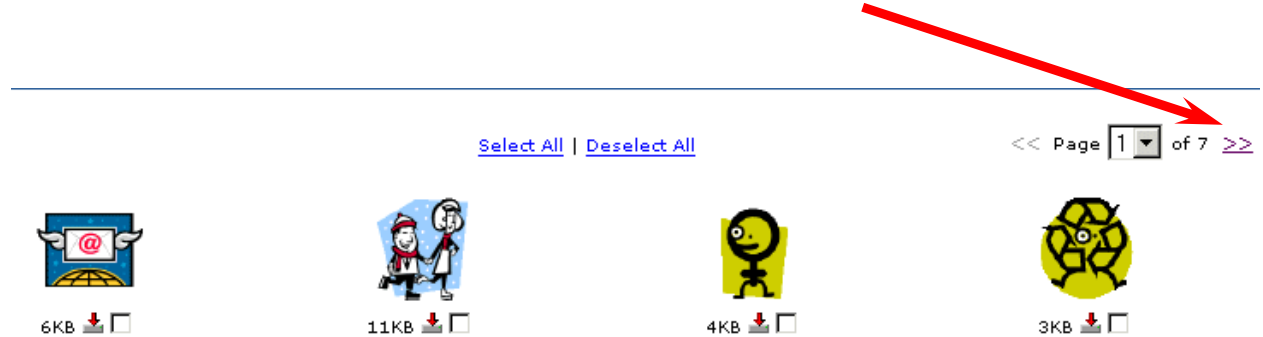 Select All | Deselect All
<< Page 1 of 7 >>
@
6KB
11KB
4KB
3KB